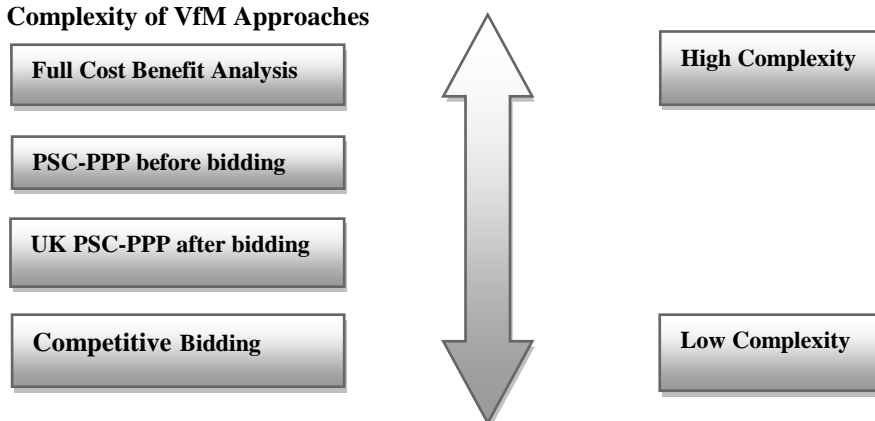 Complexity of VfM Approaches
Full Cost Benefit Analysis
High Complexity
PSC-PPP before bidding
UK PSC-PPP after bidding
Competitive Bidding
Low Complexity